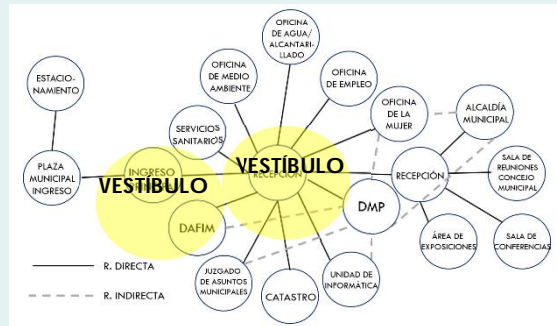 OFICINA
DE AGUA/
ALCANTARI-
LLADO
OFICINA
DE MEDIO
AMBIENTE
OFICINA
DE EMPLEO
ESTACIO-
NAMIENTO
OFICINA
DE LA
MUJER
ALCALDÍA
MUNICIPAL
SERVICIOS
SANITARIOS
PLAZA
MUNICIPAL
INGRESO
INGRESO
VESTÍBULO
VESTÍBULO
RECEPCIÓN
RECEPCIÓN
SALA DE
REUNIONES
CONCEJO
MUNICIPAL
DAFIM
DMP
ÁREA DE
EXPOSICIONES
SALA DE
CONFERENCIAS
JUZGADO
DE ASUNTOS
MUNICIPALES
CATASTRO
UNIDAD DE
INFORMÁTICA
R. DIRECTA
R. INDIRECTA